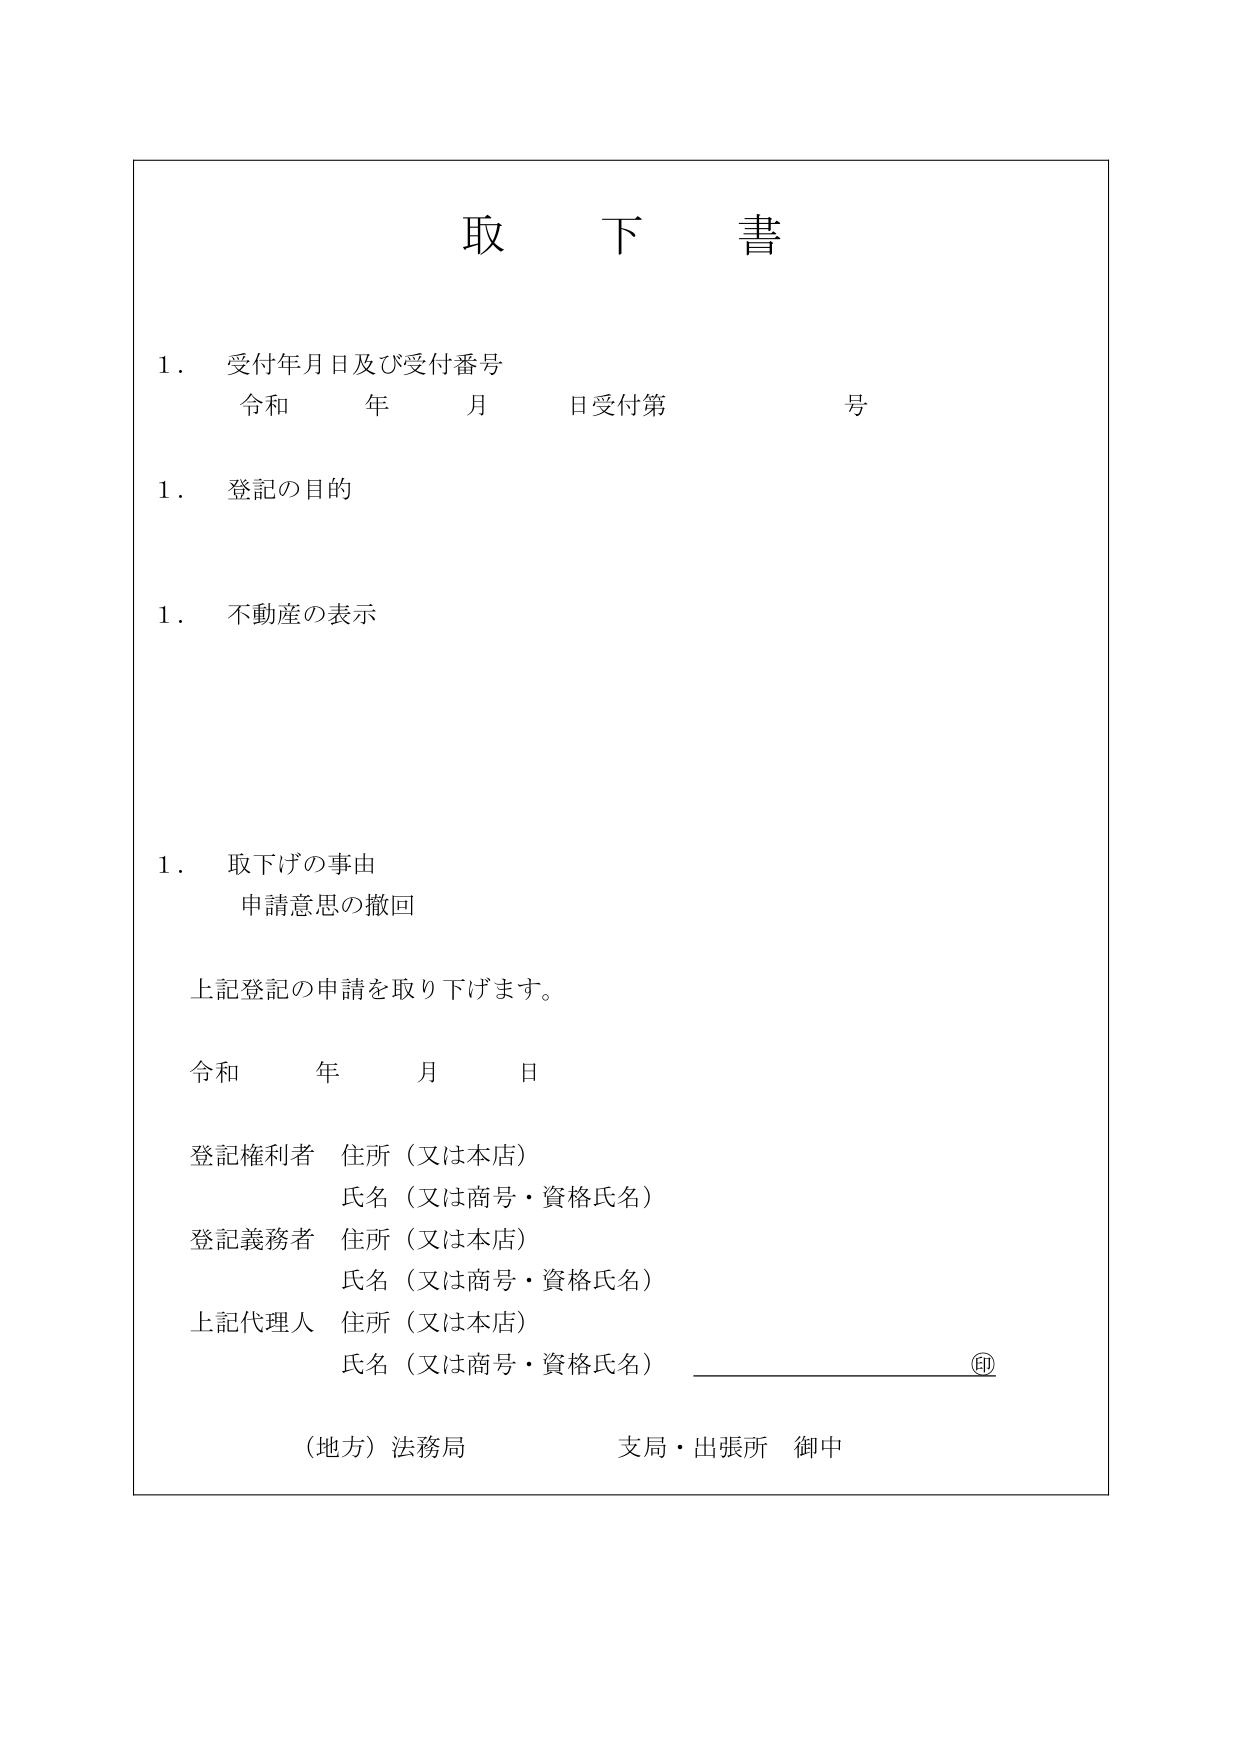 取　下　書
１．　受付年月日及び受付番号
令和　　　年　　　月　　　日受付第　　　　　　　号
１．　登記の目的
１．　不動産の表示
１．　取下げの事由
申請意思の撤回
上記登記の申請を取り下げます。
令和　　　年　　　月　　　日
登記権利者　住所（又は本店）
氏名（又は商号・資格氏名）
登記義務者　住所（又は本店）
氏名（又は商号・資格氏名）
上記代理人　住所（又は本店）
氏名（又は商号・資格氏名）　　　　　　　　　　　　㊞
（地方）法務局　　　　　　支局・出張所　御中